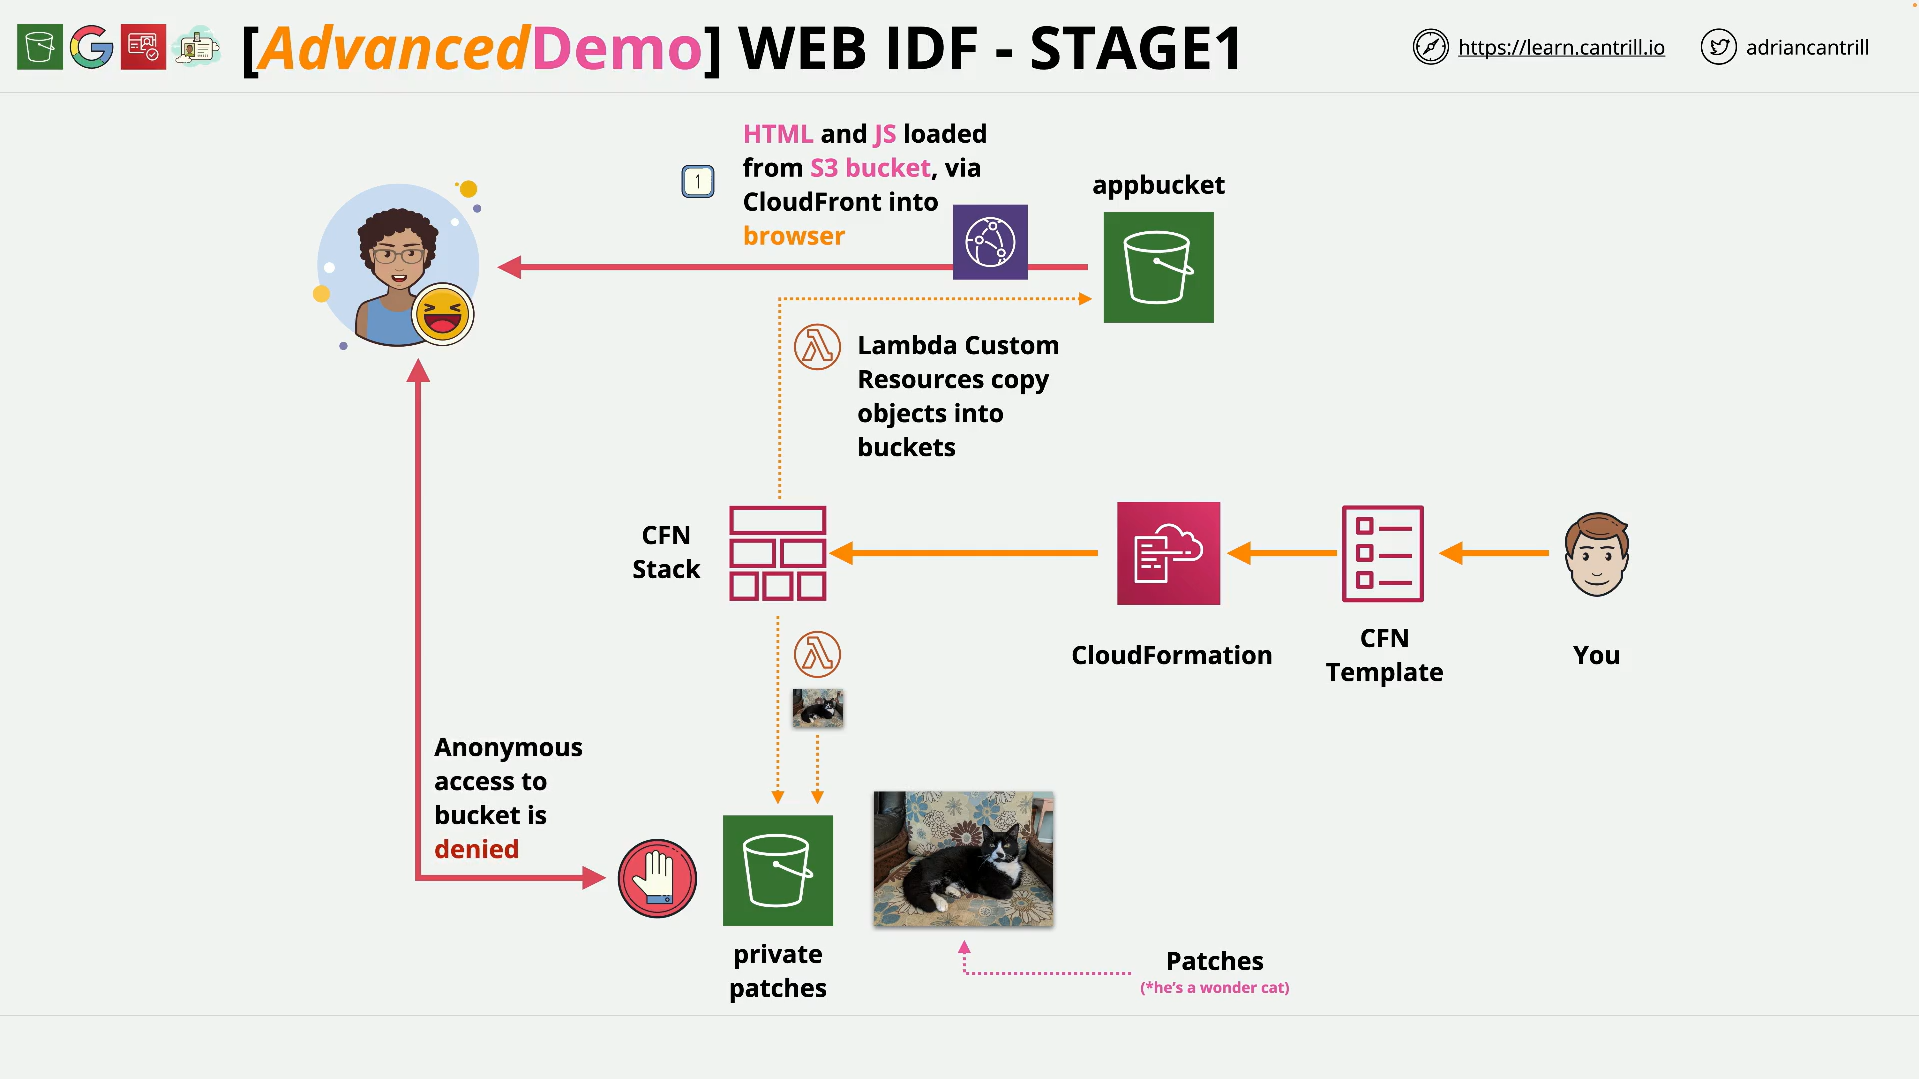 [AdvancedDemo] WEB IDF - STAGE1
https://learn.cantrill.io
adriancantrill
1
HTML and JS loaded
from S3 bucket, via
CloudFront into
browser
appbucket
Lambda Custom
Resources copy
objects into
buckets
CFN
Stack
CloudFormation
CFN
Template
You
Anonymous
access to
bucket is
denied
private
patches
Patches
(*he's a wonder cat)